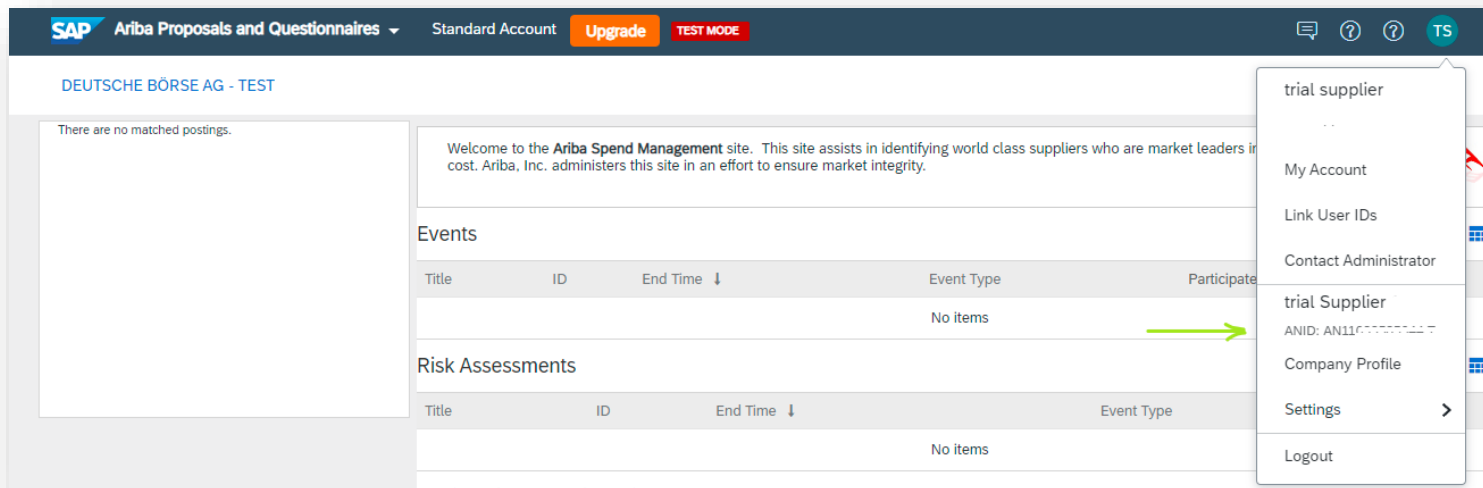 SAP Ariba Proposals and Questionnaires Standard Account Upgrade TEST MODE TS
DEUTSCHE BÖRSE AG - TEST
There are no matched postings.
Welcome to the Ariba Spend Management site. This site assists in identifying world class suppliers who are market leaders
cost. Ariba, Inc. administers this site in an effort to ensure market integrity.
Events
Title ID End Time Event Type Participate
No items
Risk Assessments
Title ID End Time Event Type
No items
trial supplier
My Account
Link User IDs
Contact Administrator
trial Supplier
ANID:
Company Profile
Settings
Logout